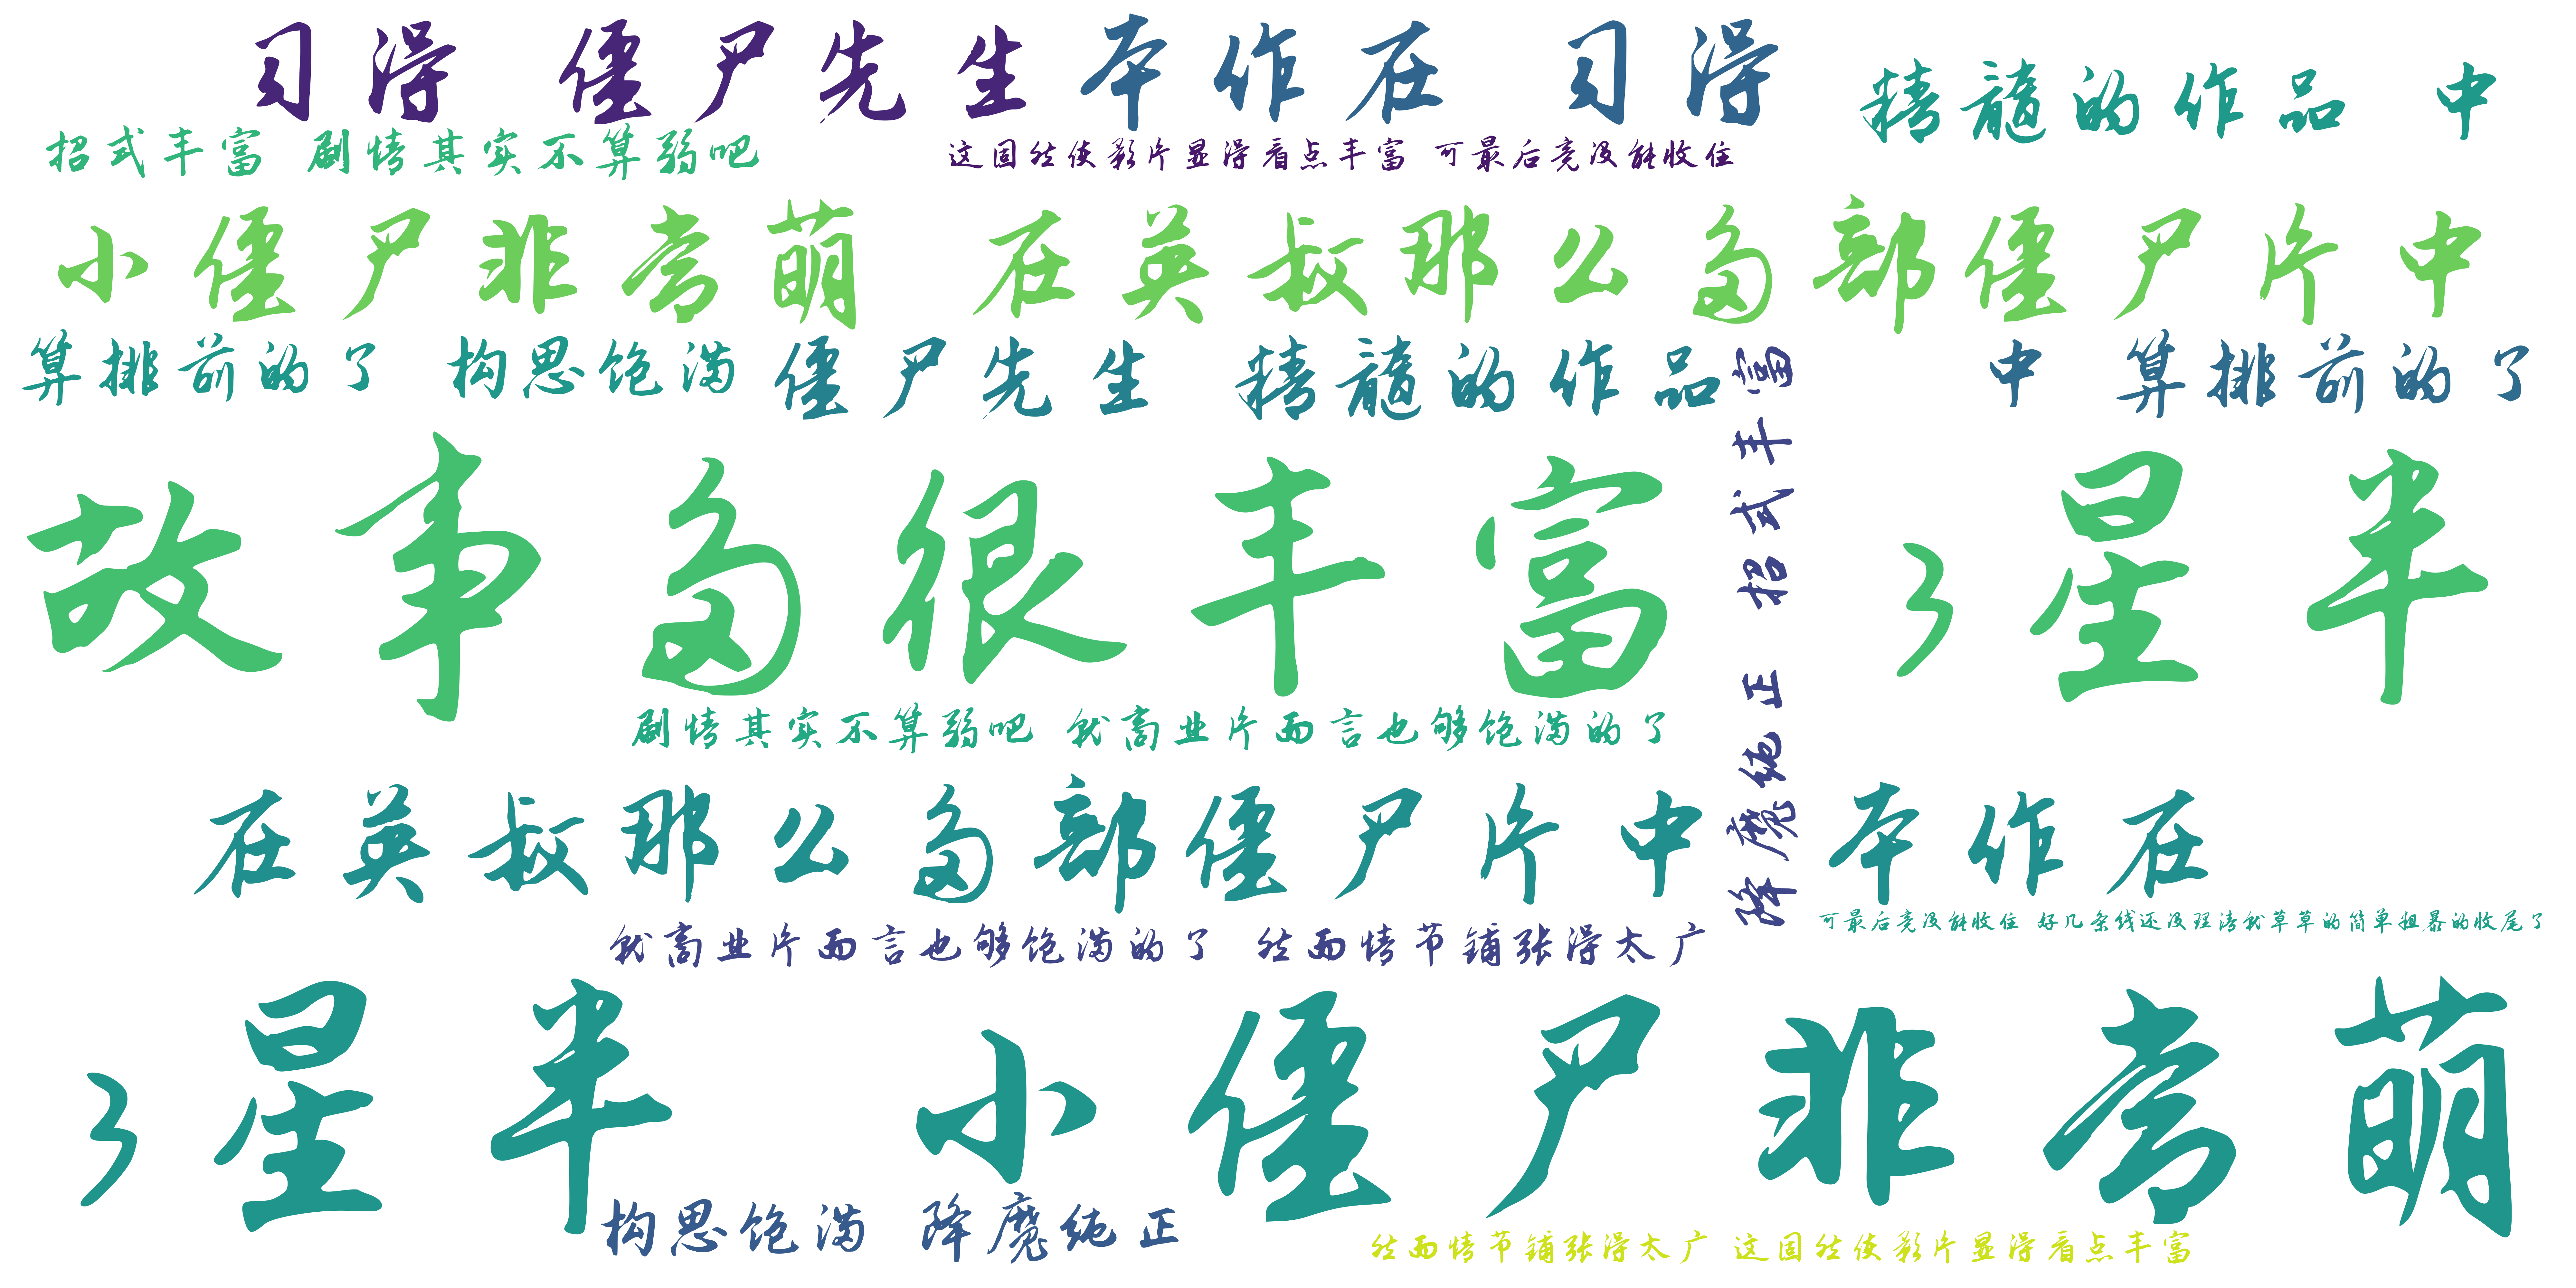 习得 僵尸先生
本作在 习得
精髓的作品 中
招式丰富 剧情其实不算弱吧
这固然使影片显得看点丰富 可最后竟没能收住
小僵尸非常萌 在英叔那么多部僵尸片中
算排前的了 构思饱满
僵尸先生 精髓的作品
中 算排前的了
降魔纯正 招式丰富
故事多很丰富 3星半
剧情其实不算弱吧 就商业片而言也够饱满的了
在英叔那么多部僵尸片中 本作在
可最后竟没能收住 好几条线还没理清就草草的简单粗暴的收尾了
就商业片而言也够饱满的了 然而情节铺张得太广
3星半 小僵尸非常萌
构思饱满 降魔纯正
然而情节铺张得太广 这固然使影片显得看点丰富